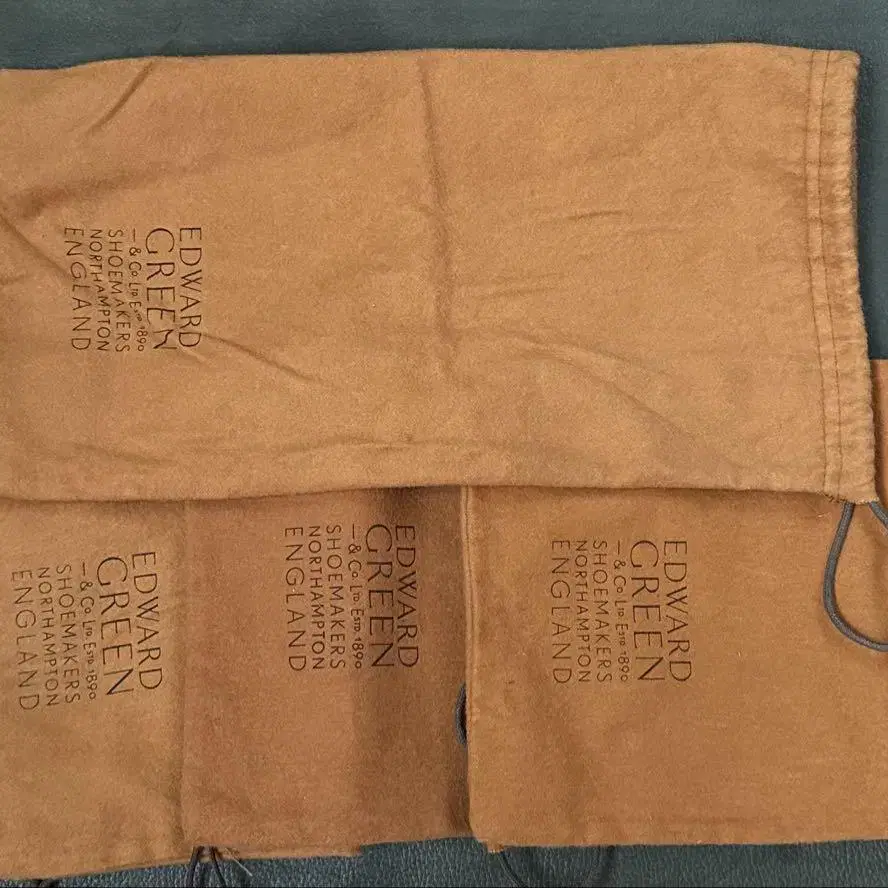 EDWARD
GREEN
— & Co. LTD. ESTD 1890
SHOEMAKERS
NORTHAMPTON
ENGLAND
EDWARD
GREEN
— & Co. LTD. ESTD 1890
SHOEMAKERS
NORTHAMPTON
ENGLAND
EDWARD
GREEN
— & Co. LTD. ESTD 1890
SHOEMAKERS
NORTHAMPTON
ENGLAND
EDWARD
GREEN
— & Co. LTD. ESTD 1890
SHOEMAKERS
NORTHAMPTON
ENGLAND